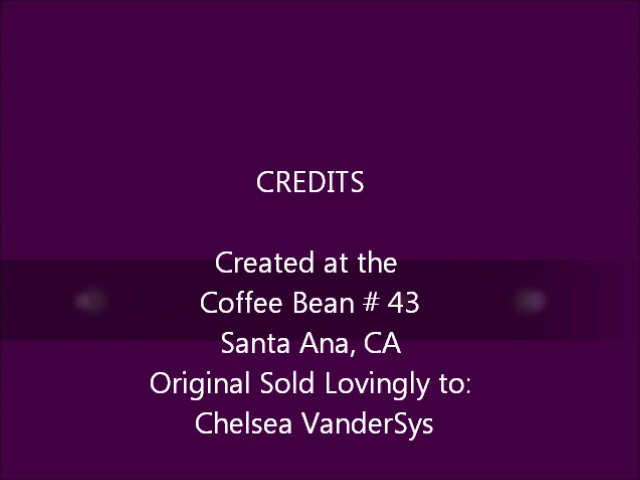 CREDITS
Created at the
Coffee Bean # 43
Santa Ana, CA
Original Sold Lovingly to:
Chelsea VanderSys